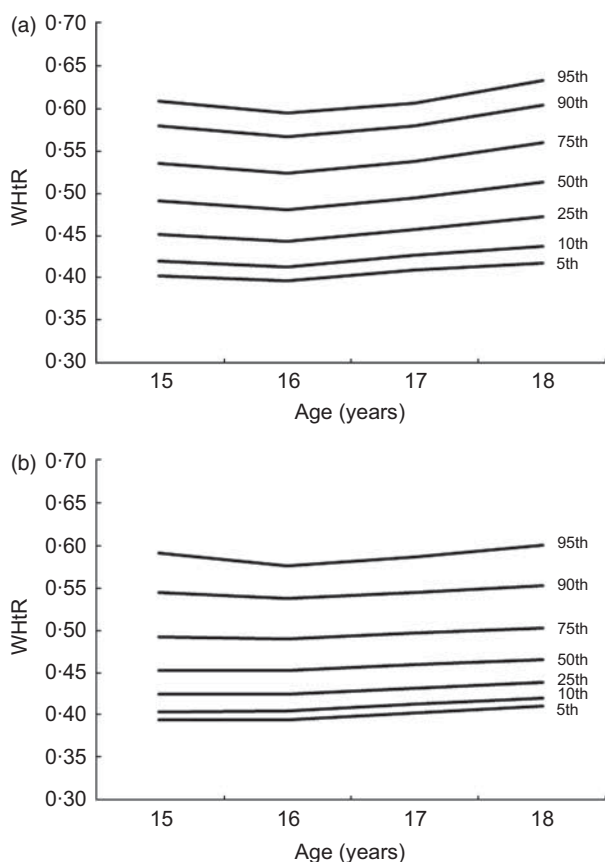 (a)
0·70
0·65
0·60
0·55
0·50
0·45
0·40
0·35
0·30
WHtR
95th
90th
75th
50th
25th
10th
5th
15 16 17 18
Age (years)
(b)
0·70
0·65
0·60
0·55
0·50
0·45
0·40
0·35
0·30
WHtR
95th
90th
75th
50th
25th
10th
5th
15 16 17 18
Age (years)